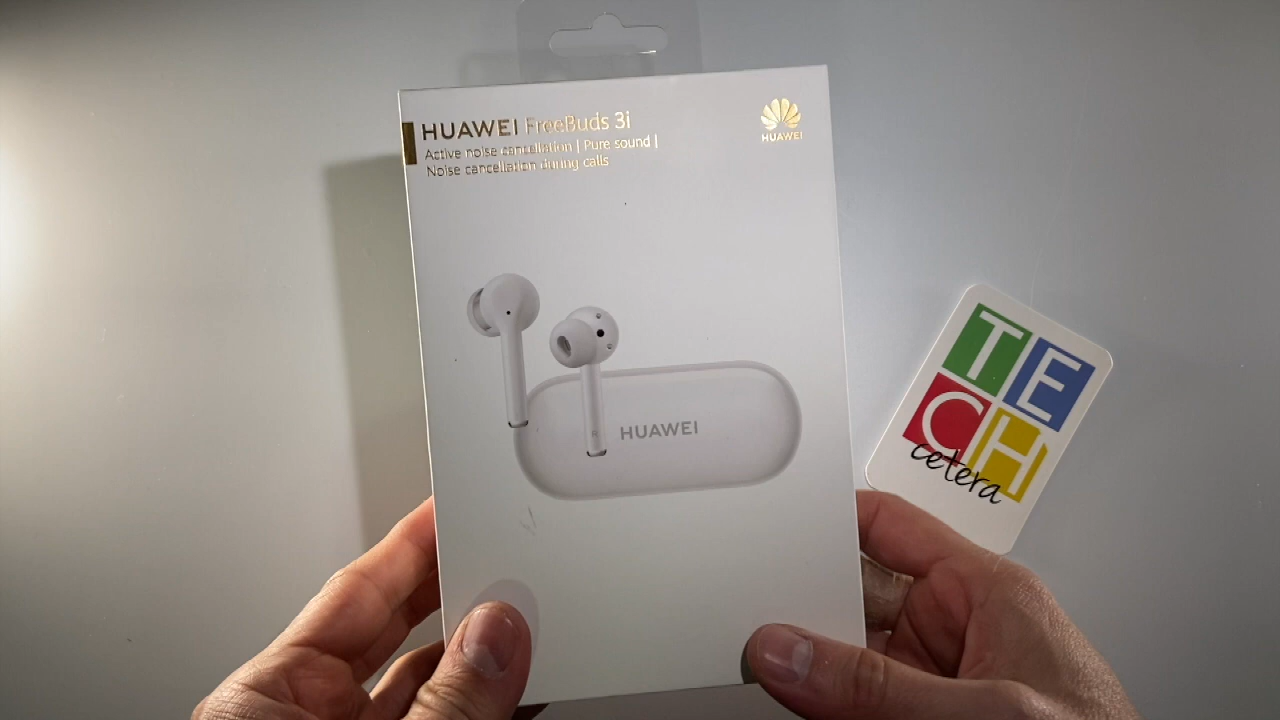 HUAWEI FreeBuds 3i
Active noise cancellation | Pure sound |
Noise cancellation during calls
HUAWEI
R
HUAWEI
TE
CH
cetera